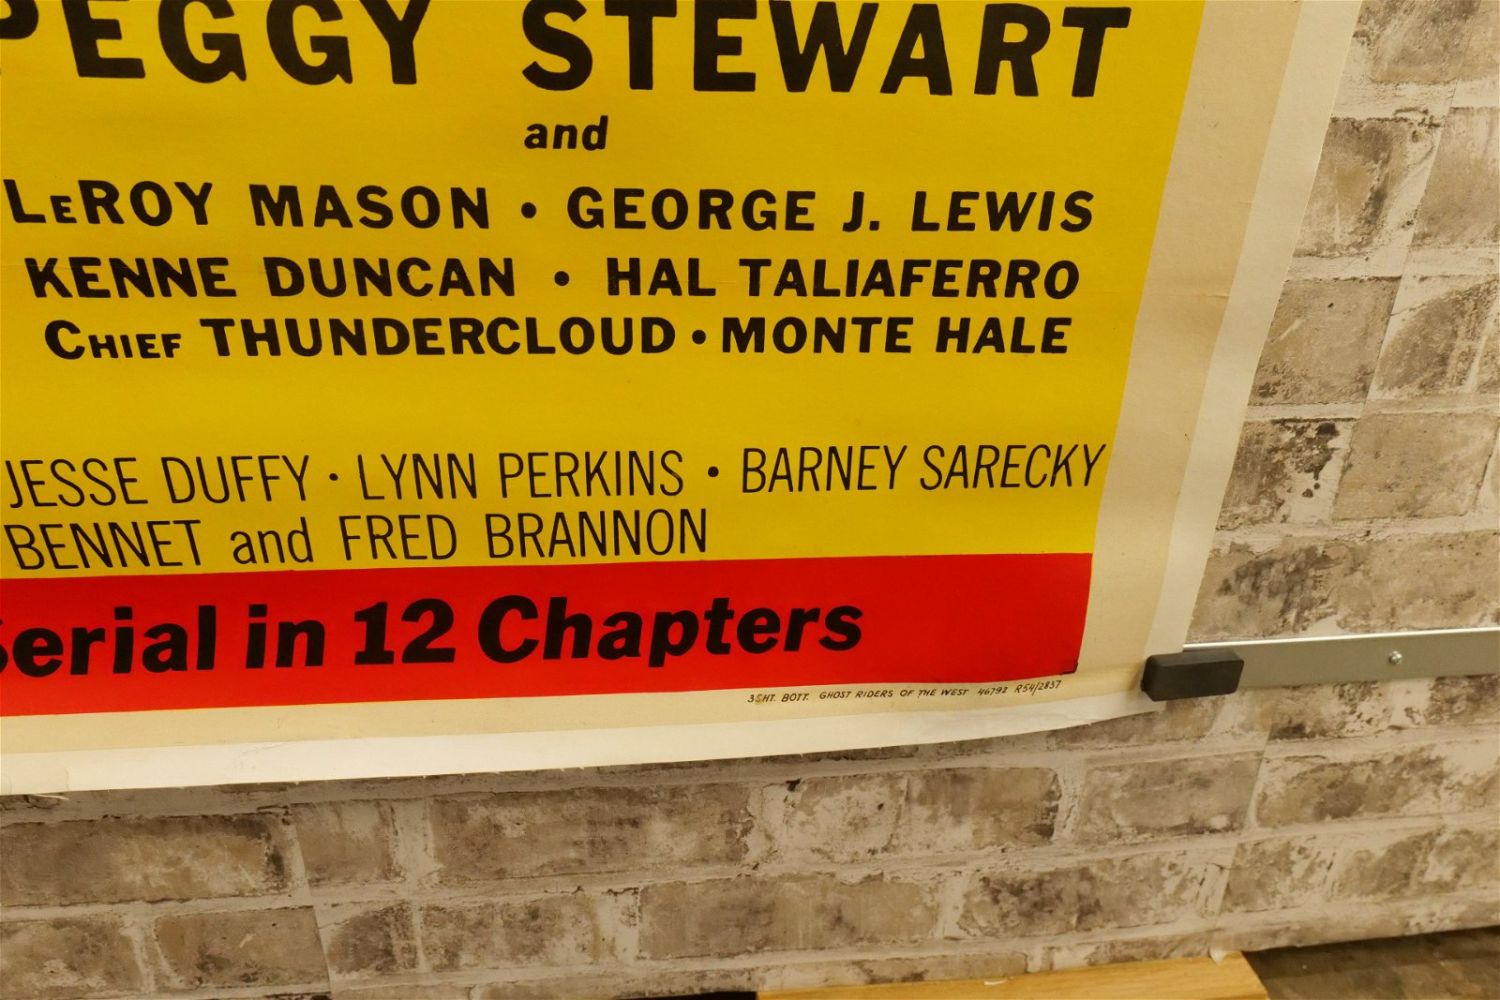 PEGGY STEWART
and
LEROY MASON • GEORGE J. LEWIS
KENNE DUNCAN • HAL TALIAFERRO
CHIEF THUNDERCLOUD • MONTE HALE
JESSE DUFFY • LYNN PERKINS • BARNEY SARECKY
BENNET and FRED BRANNON
Serial in 12 Chapters
3SHT. BOTT. GHOST RIDERS OF THE WEST 46792 R54/2837